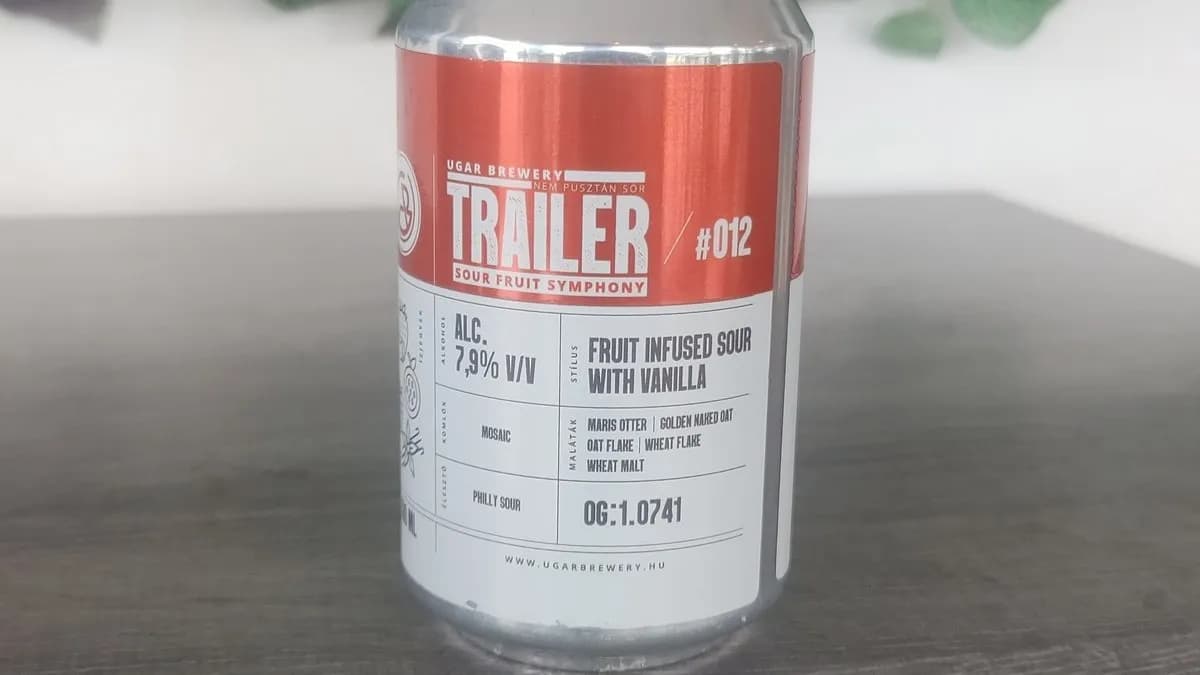 UGAR BREWERY
NEM PUSZTÁN SÖR
TRAILER
SOUR FRUIT SYMPHONY
#012
ÍZJEGYEK
ALKOHOL
ALC.
7,9% V/V
STÍLUS
FRUIT INFUSED SOUR
WITH VANILLA
KOMLÓK
MOSAIC
MALÁTÁK
MARIS OTTER | GOLDEN NAKED OAT
OAT FLAKE | WHEAT FLAKE
WHEAT MALT
ÉLESZTŐ
PHILLY SOUR
OG:1.0741
ML
WWW.UGARBREWERY.HU